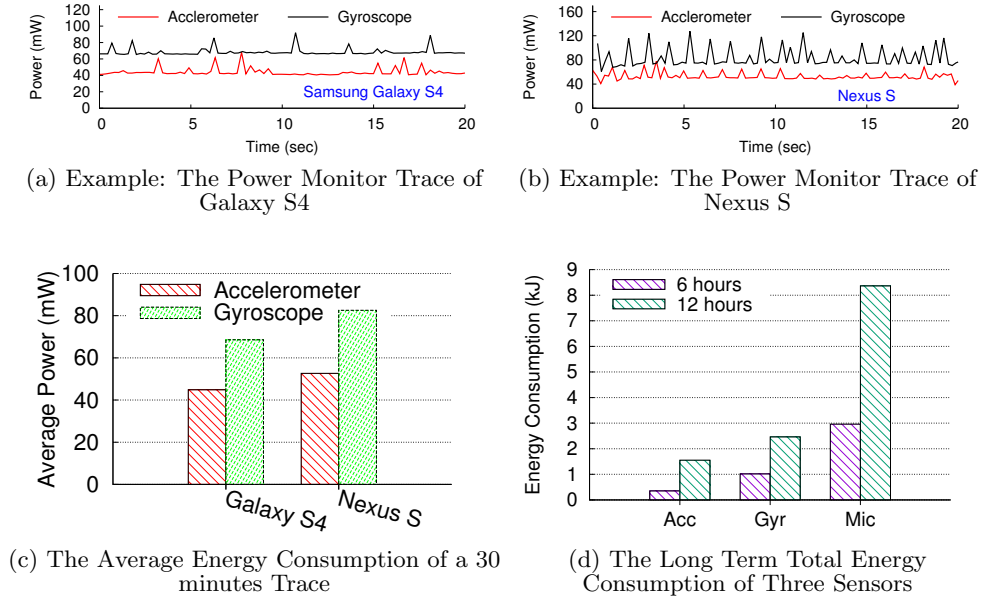 Acclerometer Gyroscope
Power (mW)
120
100
80
60
40
20
0
Samsung Galaxy S4
0 5 10 15 20
Time (sec)
(a) Example: The Power Monitor Trace of
Galaxy S4
Acclerometer Gyroscope
Power (mW)
160
120
80
40
0
Nexus S
0 5 10 15 20
Time (sec)
(b) Example: The Power Monitor Trace of
Nexus S
Average Power (mW)
100
80
60
40
20
0
Accelerometer
Gyroscope
Galaxy S4 Nexus S
(c) The Average Energy Consumption of a 30
minutes Trace
Energy Consumption (kJ)
9
8
7
6
5
4
3
2
1
0
6 hours
12 hours
Acc Gyr Mic
(d) The Long Term Total Energy
Consumption of Three Sensors